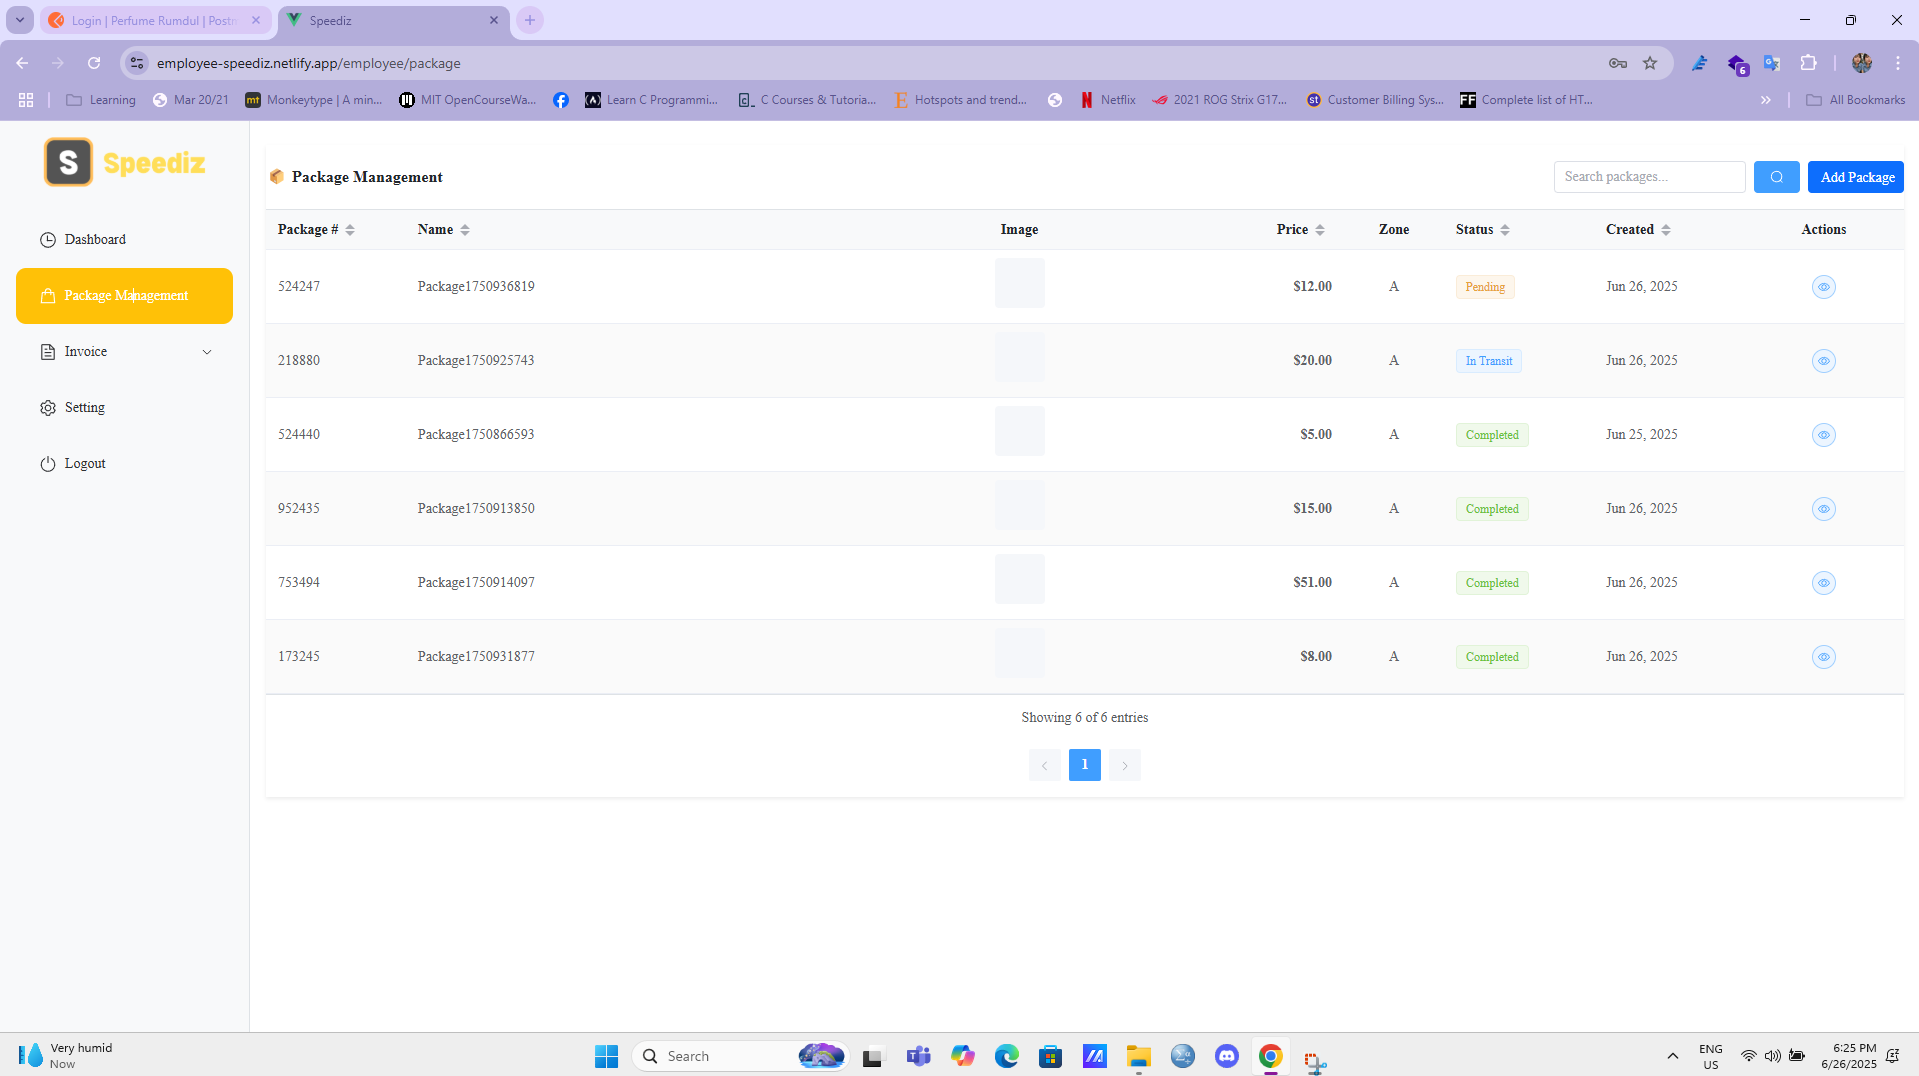 Login | Perfume Rumdul | Postm
Speediz
employee-speediz.netlify.app/employee/package
6
Learning
Mar 20/21
mt
Monkeytype | A min...
MIT OpenCourseWa...
Learn C Programmi...
C Courses & Tutoria...
Hotspots and trend...
Netflix
2021 ROG Strix G17...
st
Customer Billing Sys...
FF
Complete list of HT...
All Bookmarks
S
Speediz
Dashboard
Package Management
Invoice
Setting
Logout
Package Management
Search packages...
Add Package
Package # Name Image Price Zone Status Created Actions
524247 Package1750936819 $12.00 A Pending Jun 26, 2025
218880 Package1750925743 $20.00 A In Transit Jun 26, 2025
524440 Package1750866593 $5.00 A Completed Jun 25, 2025
952435 Package1750913850 $15.00 A Completed Jun 26, 2025
753494 Package1750914097 $51.00 A Completed Jun 26, 2025
173245 Package1750931877 $8.00 A Completed Jun 26, 2025
Showing 6 of 6 entries
1
Very humid
Now
Search
ENG
US
6:25 PM
6/26/2025